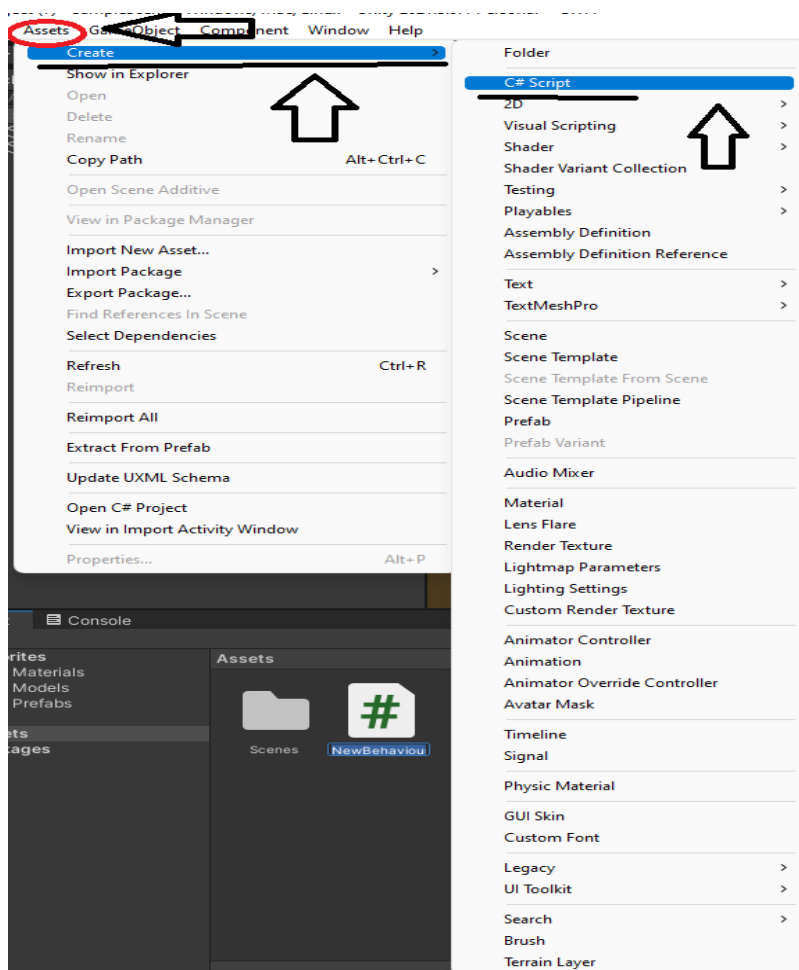 Assets GameObject Component Window Help
Create
Show in Explorer
Open
Delete
Rename
Copy Path Alt+Ctrl+C
Open Scene Additive
View in Package Manager
Import New Asset...
Import Package
Export Package...
Find References In Scene
Select Dependencies
Refresh Ctrl+R
Reimport
Reimport All
Extract From Prefab
Update UXML Schema
Open C# Project
View in Import Activity Window
Properties... Alt+P
Folder
C# Script
2D
Visual Scripting
Shader
Shader Variant Collection
Testing
Playables
Assembly Definition
Assembly Definition Reference
Text
TextMeshPro
Scene
Scene Template
Scene Template From Scene
Scene Template Pipeline
Prefab
Prefab Variant
Audio Mixer
Material
Lens Flare
Render Texture
Lightmap Parameters
Lighting Settings
Custom Render Texture
Animator Controller
Animation
Animator Override Controller
Avatar Mask
Timeline
Signal
Physic Material
GUI Skin
Custom Font
Legacy
UI Toolkit
Search
Brush
Terrain Layer
Console
rites
Materials
Models
Prefabs
ets
kages
Assets
Scenes
NewBehaviou